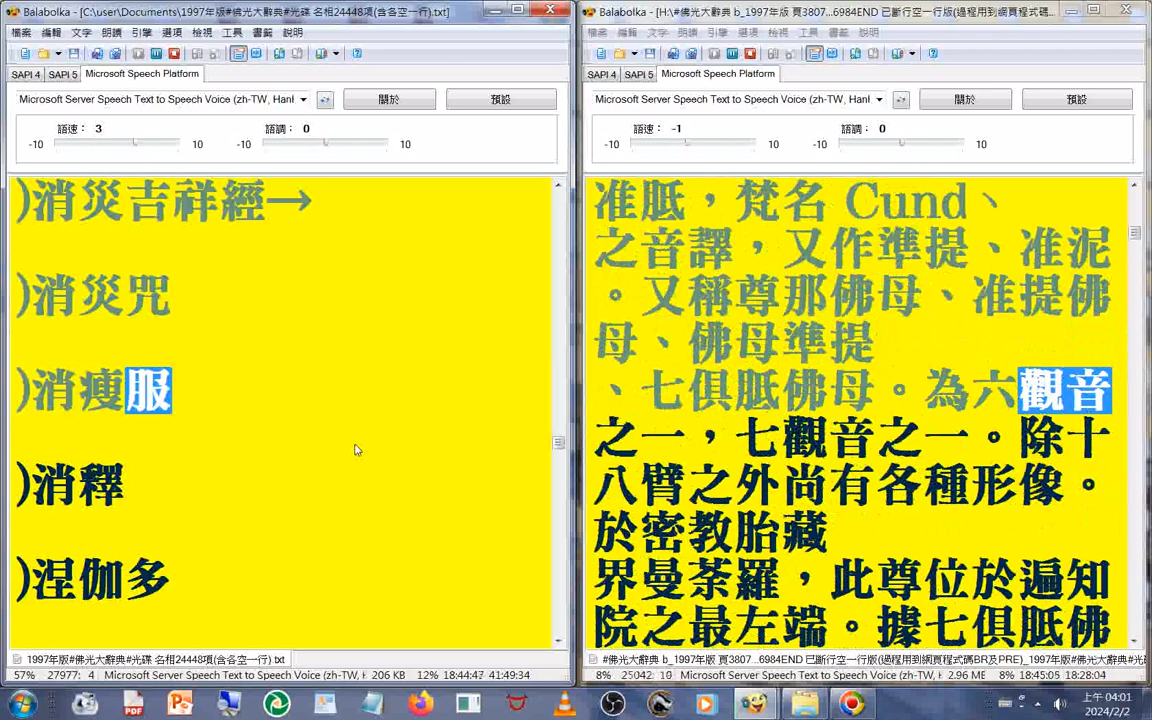 Balabolka - [C:\user\Documents\1997年版#佛光大辭典#光碟 名相24448項(含各空一行).txt]
檔案 編輯 文字 朗讀 引擎 選項 檢視 工具 書籤 說明
SAPI 4 SAPI 5 Microsoft Speech Platform
Microsoft Server Speech Text to Speech Voice (zh-TW, Hanl
關於
預設
語速： 3 語調： 0
-10 10 -10 10
)消災吉祥經→
)消災咒
)消瘦服
)消釋
)涅伽多
1997年版#佛光大辭典#光碟 名相24448項(含各空一行).txt
57% 27977: 4 Microsoft Server Speech Text to Speech Voice (zh-TW, H 206 KB 12% 18:44:47 41:49:34
Balabolka - [H:\#佛光大辭典 b_1997年版 頁3807...6984END 已斷行空一行版(過程用到網頁程式碼...
檔案 編輯 文字 朗讀 引擎 選項 檢視 工具 書籤 說明
SAPI 4 SAPI 5 Microsoft Speech Platform
Microsoft Server Speech Text to Speech Voice (zh-TW, Hanl
關於
預設
語速： -1 語調： 0
-10 10 -10 10
准胝，梵名 Cund、
之音譯，又作準提、准泥
。又稱尊那佛母、准提佛
母、佛母準提
、七俱胝佛母。為六觀音
之一，七觀音之一。除十
八臂之外尚有各種形像。
於密教胎藏
界曼荼羅，此尊位於遍知
院之最左端。據七俱胝佛
#佛光大辭典 b_1997年版 頁3807...6984END 已斷行空一行版(過程用到網頁程式碼BR及PRE)_1997年版#光
8% 25042: 10 Microsoft Server Speech Text to Speech Voice (zh-TW, H 2.96 ME 8% 18:45:05 18:28:04
上午 04:01
2024/2/2